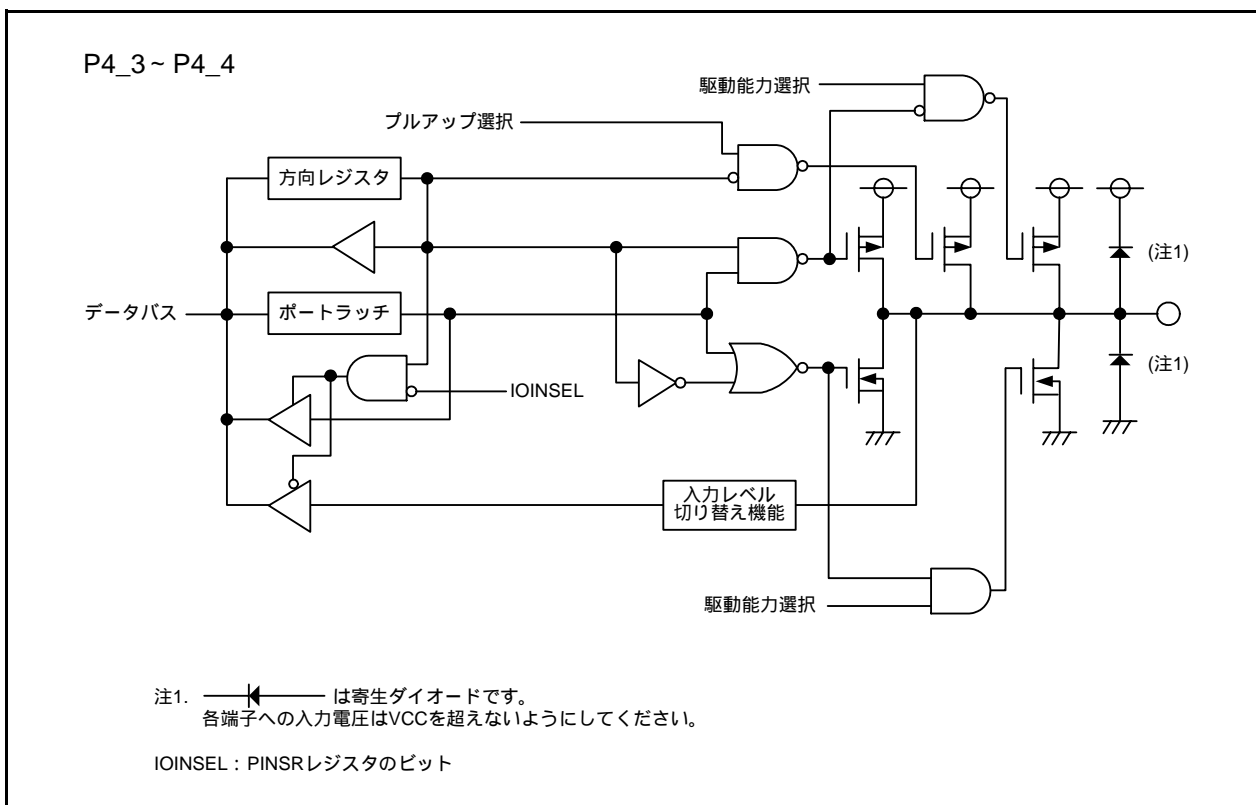 P4_3~P4_4
駆動能力選択
プルアップ選択
方向レジスタ
(注1)
データバス
ポートラッチ
(注1)
IOINSEL
入力レベル
切り替え機能
駆動能力選択
注1. は寄生ダイオードです。
各端子への入力電圧はVCCを超えないようにしてください。
IOINSEL:PINSRレジスタのビット